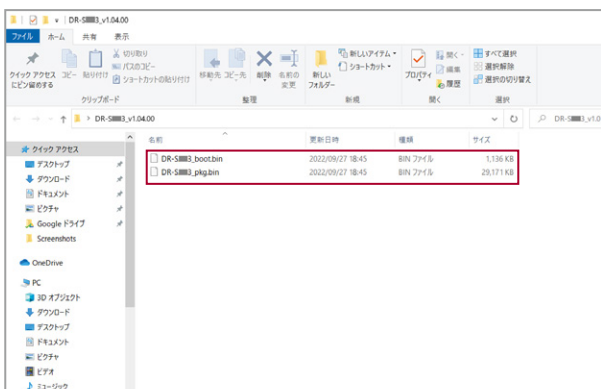 DR-S▮▮▮3_v1.04.00
ファイル ホーム 共有 表示
クイック アクセスにピン留めする
コピー
貼り付け
切り取り
パスのコピー
ショートカットの貼り付け
クリップボード
移動先
コピー先
削除
名前の変更
整理
新しいフォルダー
新しいアイテム
ショートカット
新規
プロパティ
開く
編集
履歴
開く
すべて選択
選択解除
選択の切り替え
選択
DR-S▮▮▮3_v1.04.00
DR-S▮▮▮3_v1.0
名前 更新日時 種類 サイズ
DR-S▮▮▮3_boot.bin 2022/09/27 18:45 BIN ファイル 1,136 KB
DR-S▮▮▮3_pkg.bin 2022/09/27 18:45 BIN ファイル 29,171 KB
クイック アクセス
デスクトップ
ダウンロード
ドキュメント
ピクチャ
Google ドライブ
Screenshots
OneDrive
PC
3D オブジェクト
ダウンロード
デスクトップ
ドキュメント
ピクチャ
ビデオ
ミュージック